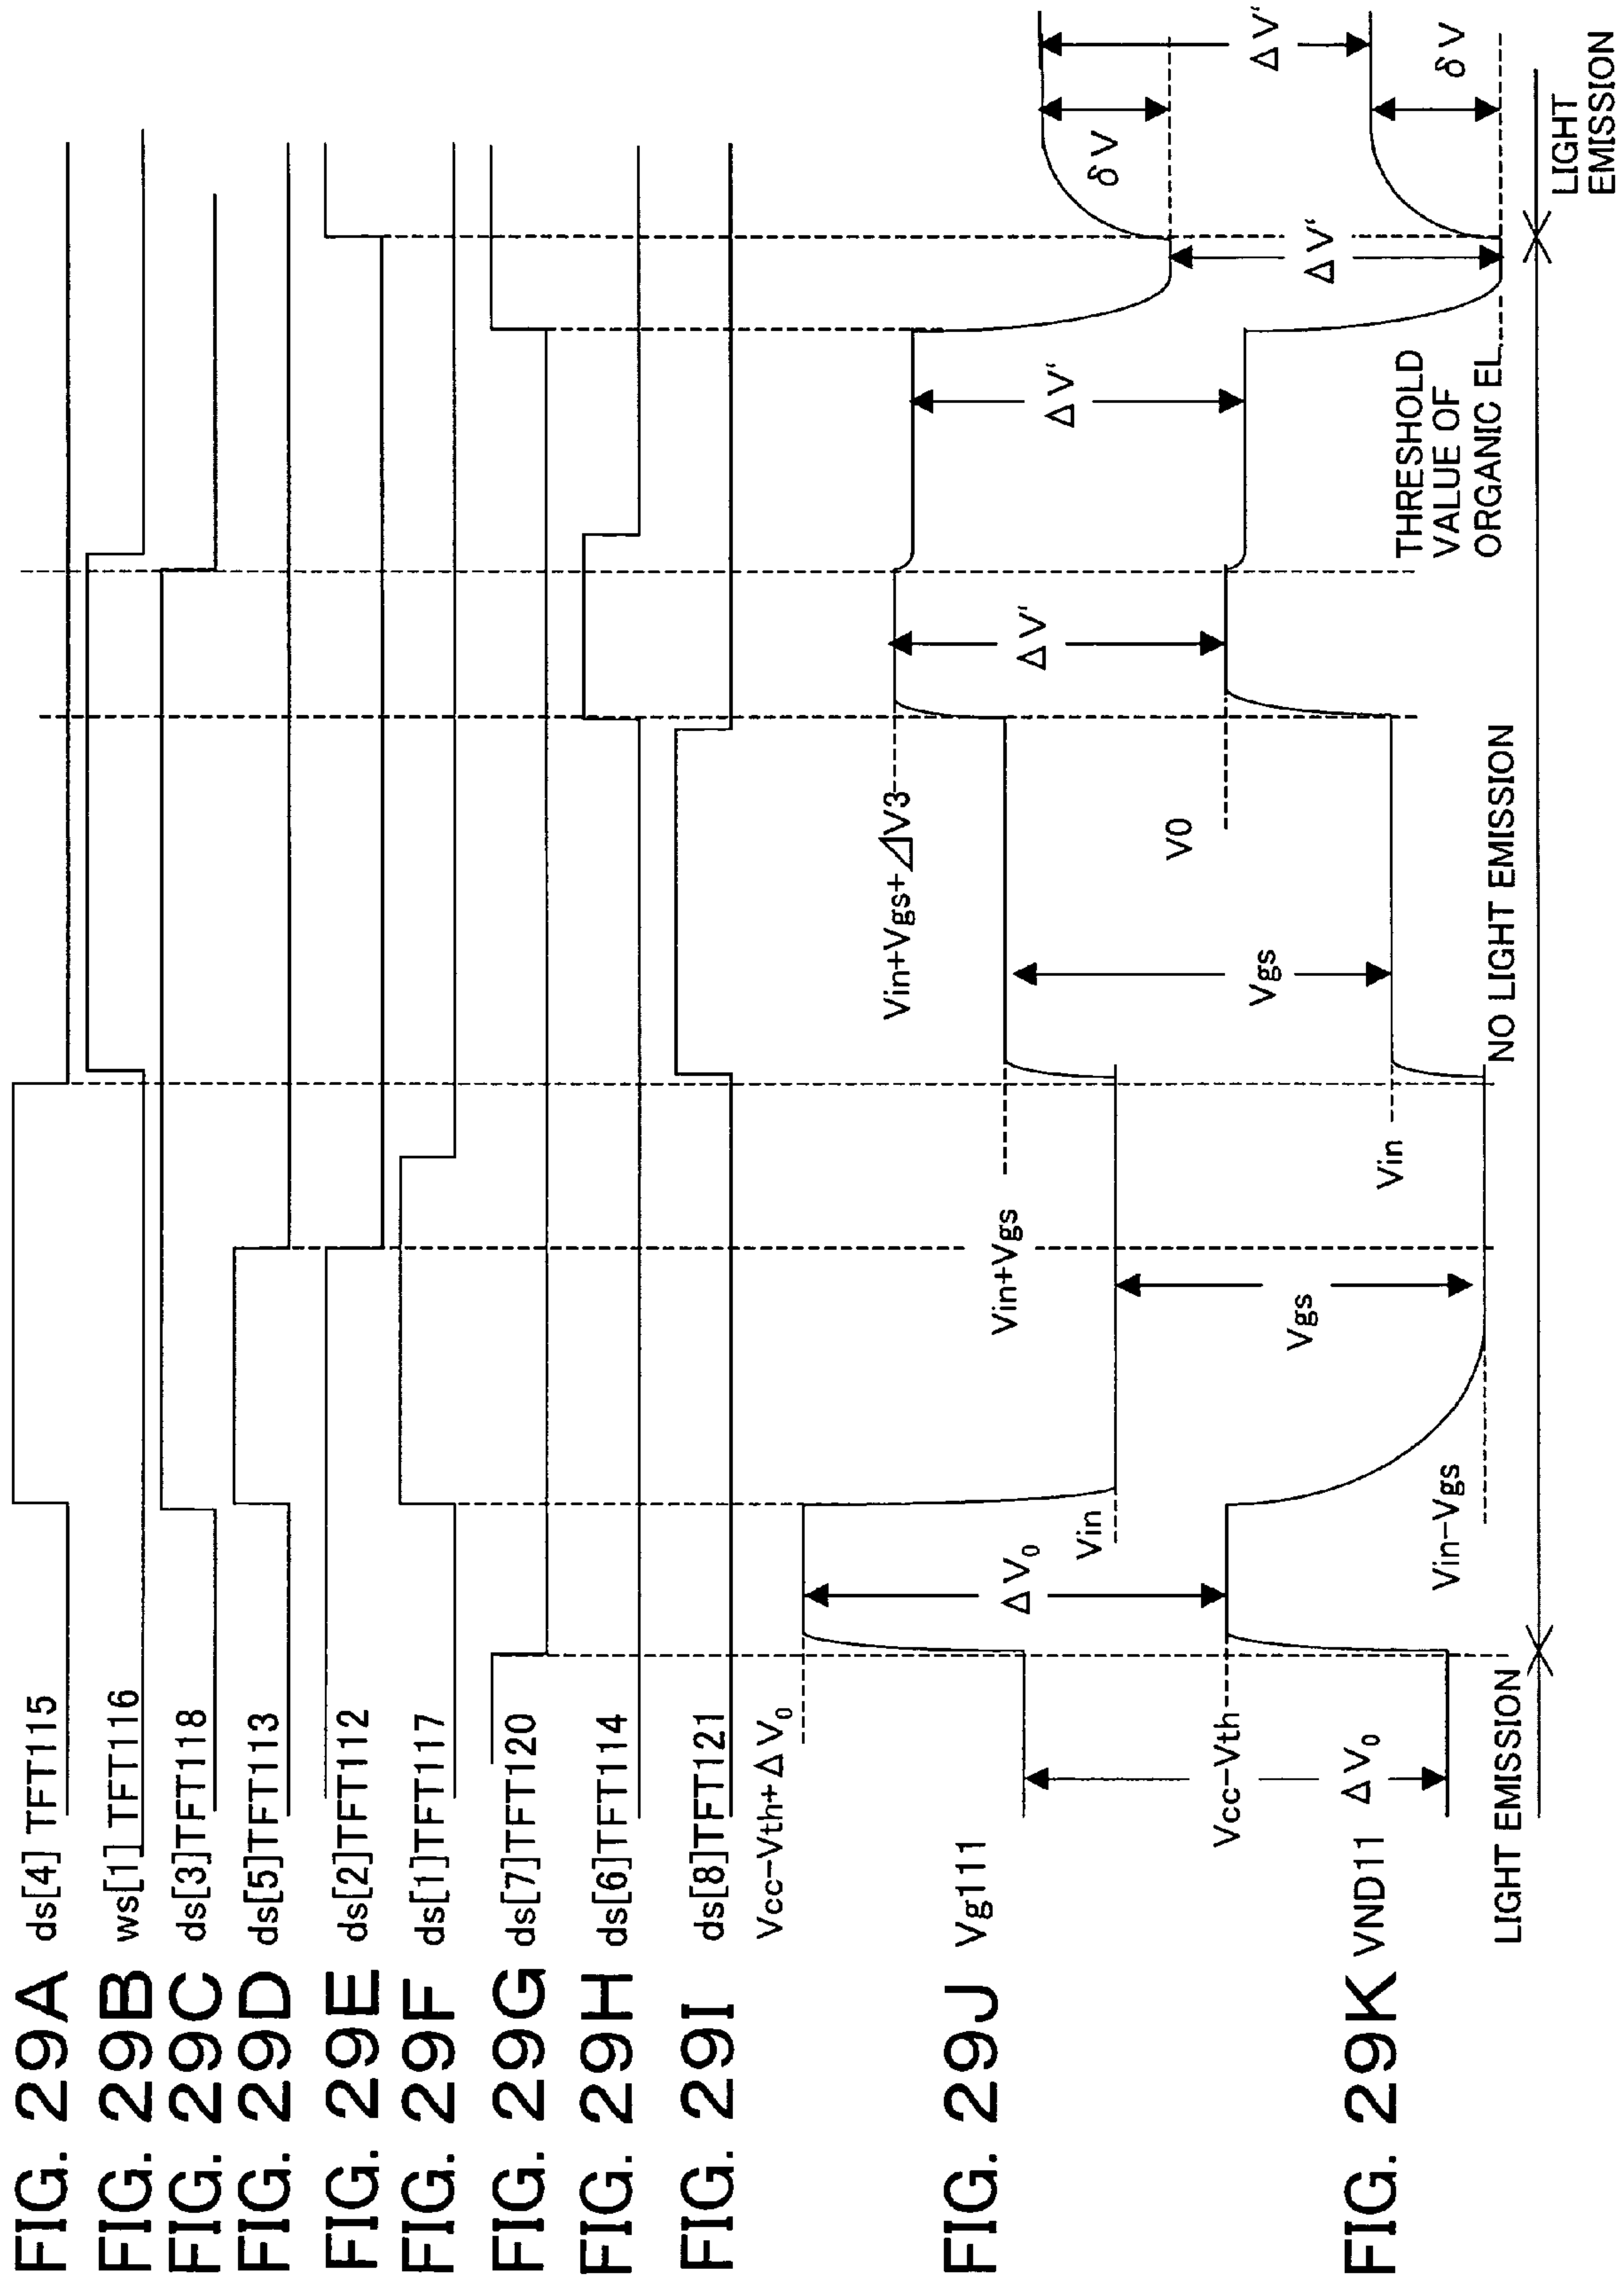 FIG. 29A ds[4] TFT115
FIG. 29B ws[1] TFT116
FIG. 29C ds[3]TFT118
FIG. 29D ds[5]TFT113
FIG. 29E ds[2]TFT112
FIG. 29F ds[1]TFT117
FIG. 29G ds[7]TFT120
FIG. 29H ds[6]TFT114
FIG. 29I ds[8]TFT121
Vcc-Vth+ΔV₀
Vin+Vgs+ΔV3
FIG. 29J Vg111
ΔV₀
Vin
Vin+Vgs
Vgs
V0
ΔV'
ΔV'
δV
ΔV'
Vcc-Vth
Vgs
Vin
ΔV'
δV
FIG. 29K VND11 ΔV₀
Vin-Vgs
THRESHOLD
VALUE OF
ORGANIC EL
LIGHT EMISSION
NO LIGHT EMISSION
LIGHT
EMISSION